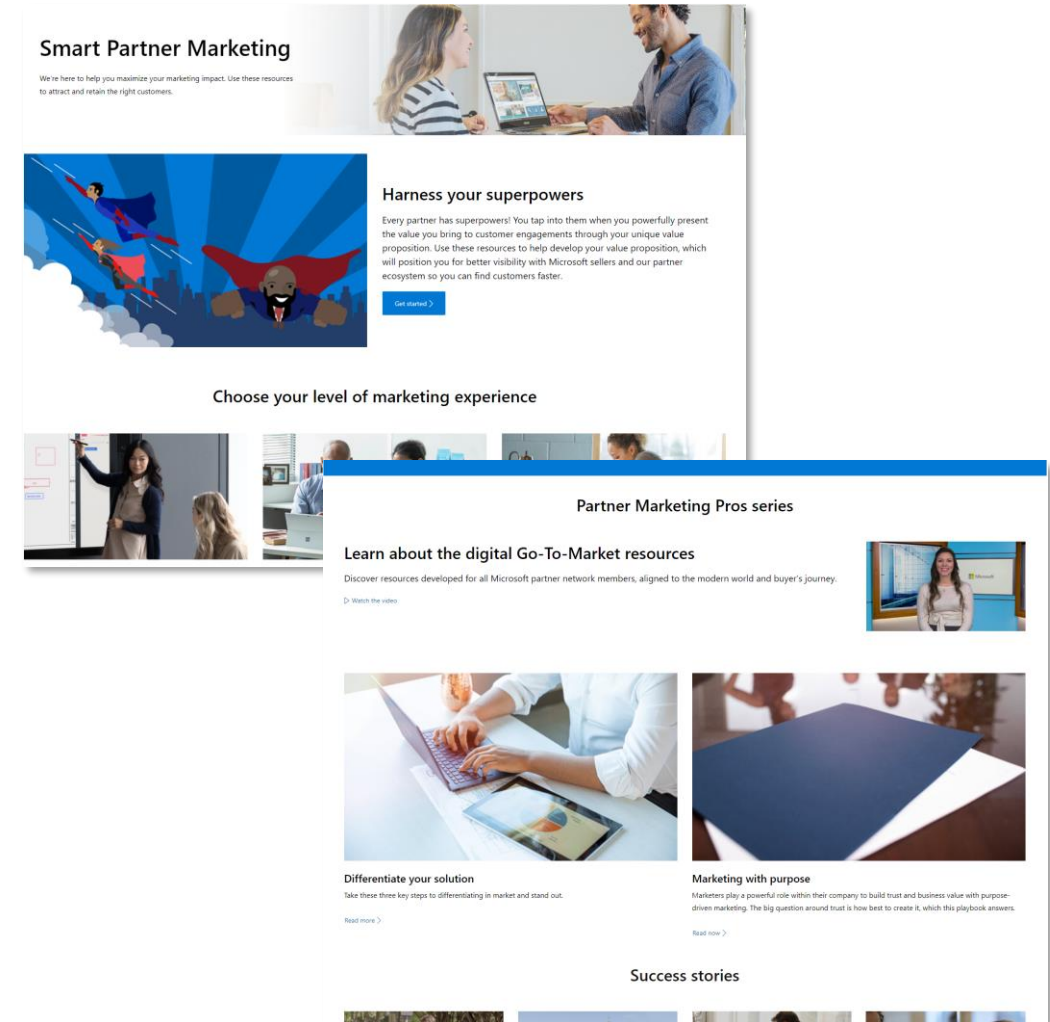 Smart Partner Marketing
We're here to help you maximize your marketing impact. Use these resources
to attract and retain the right customers.
Harness your superpowers
Every partner has superpowers! You tap into them when you powerfully present
the value you bring to customer engagements through your unique value
proposition. Use these resources to help develop your value proposition, which
will position you for better visibility with Microsoft sellers and our partner
ecosystem so you can find customers faster.
Get started
Choose your level of marketing experience
Partner Marketing Pros series
Learn about the digital Go-To-Market resources
Discover resources developed for all Microsoft partner network members, aligned to the modern world and buyer's journey.
Watch the video
Microsoft
Differentiate your solution
Take these three key steps to differentiating in market and stand out.
Read more
Marketing with purpose
Marketers play a powerful role within their company to build trust and business value with purpose-
driven marketing. The big question around trust is how best to create it, which this playbook answers.
Read now
Success stories